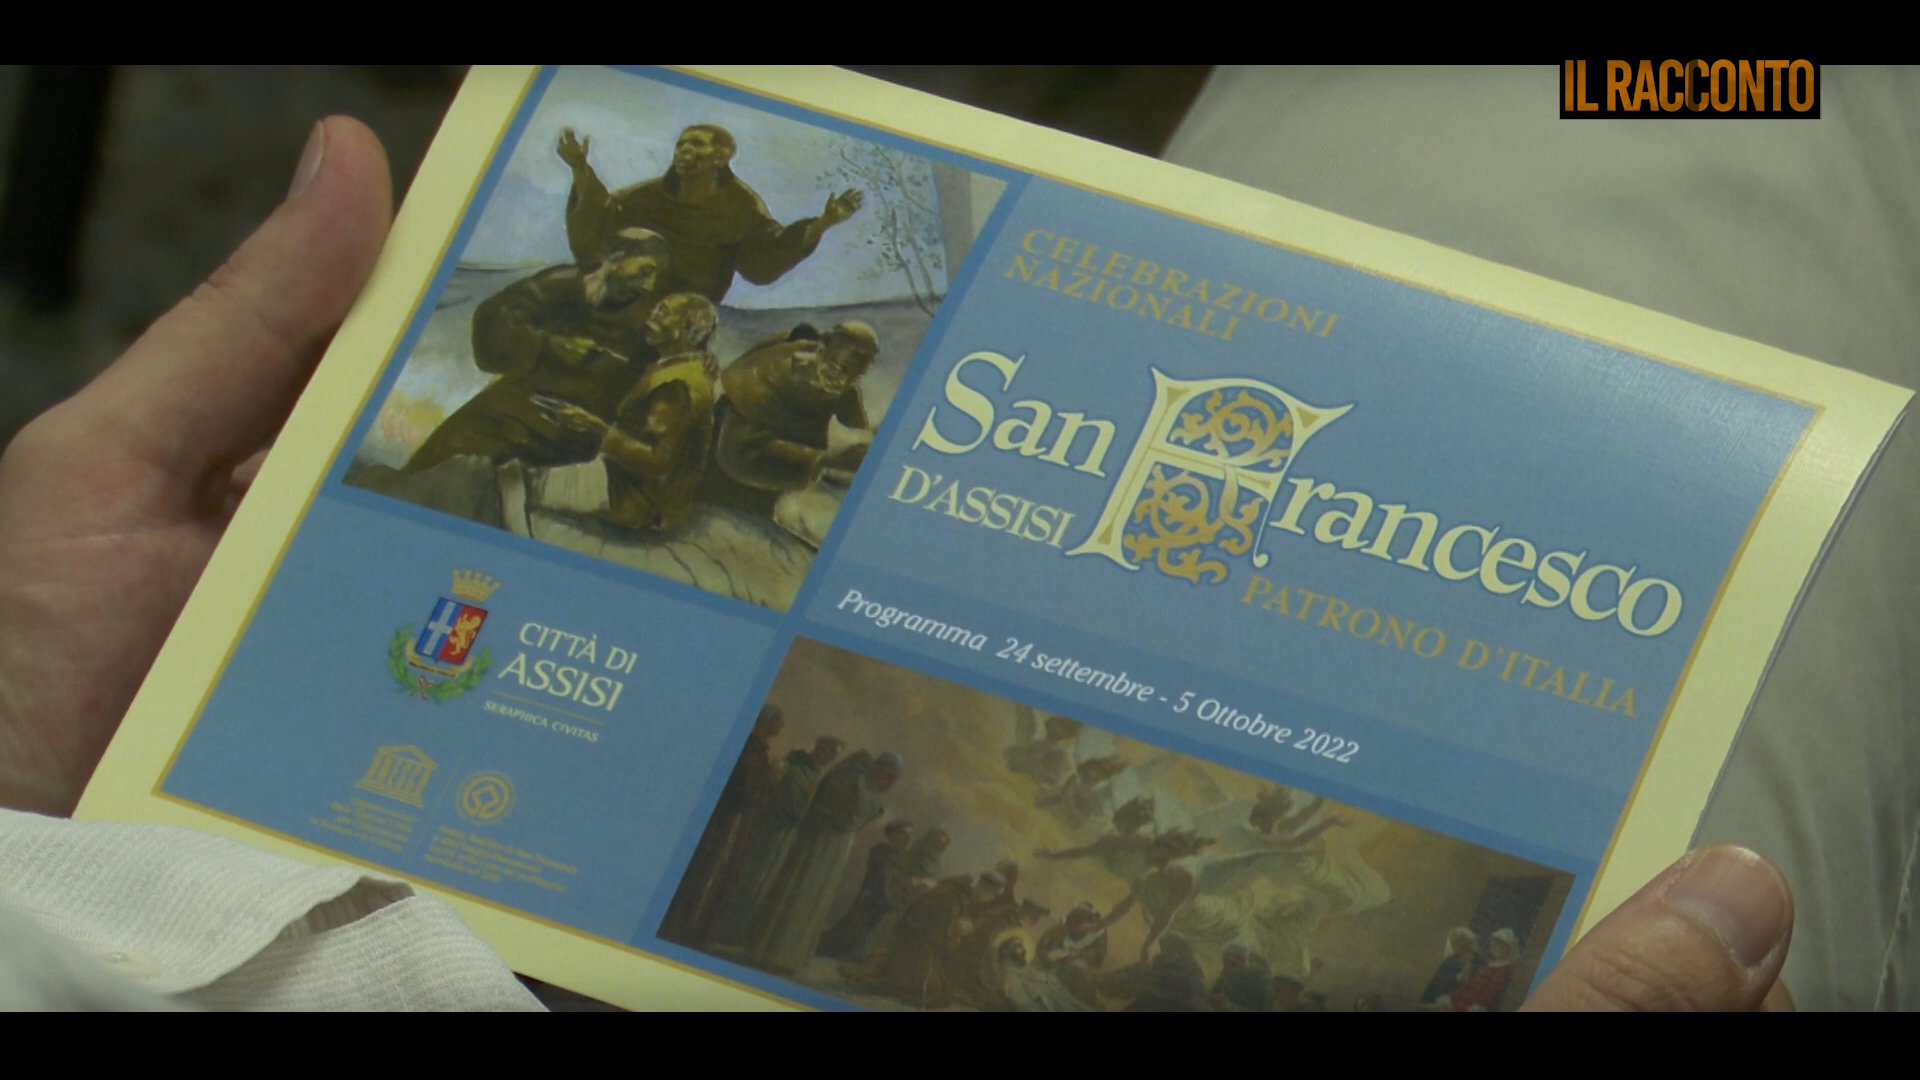 IL RACCONTO
CELEBRAZIONI
NAZIONALI
San Francesco
D'ASSISI
PATRONO D'ITALIA
Programma 24 settembre - 5 Ottobre 2022
CITTÀ DI
ASSISI
SERAPHICA CIVITAS